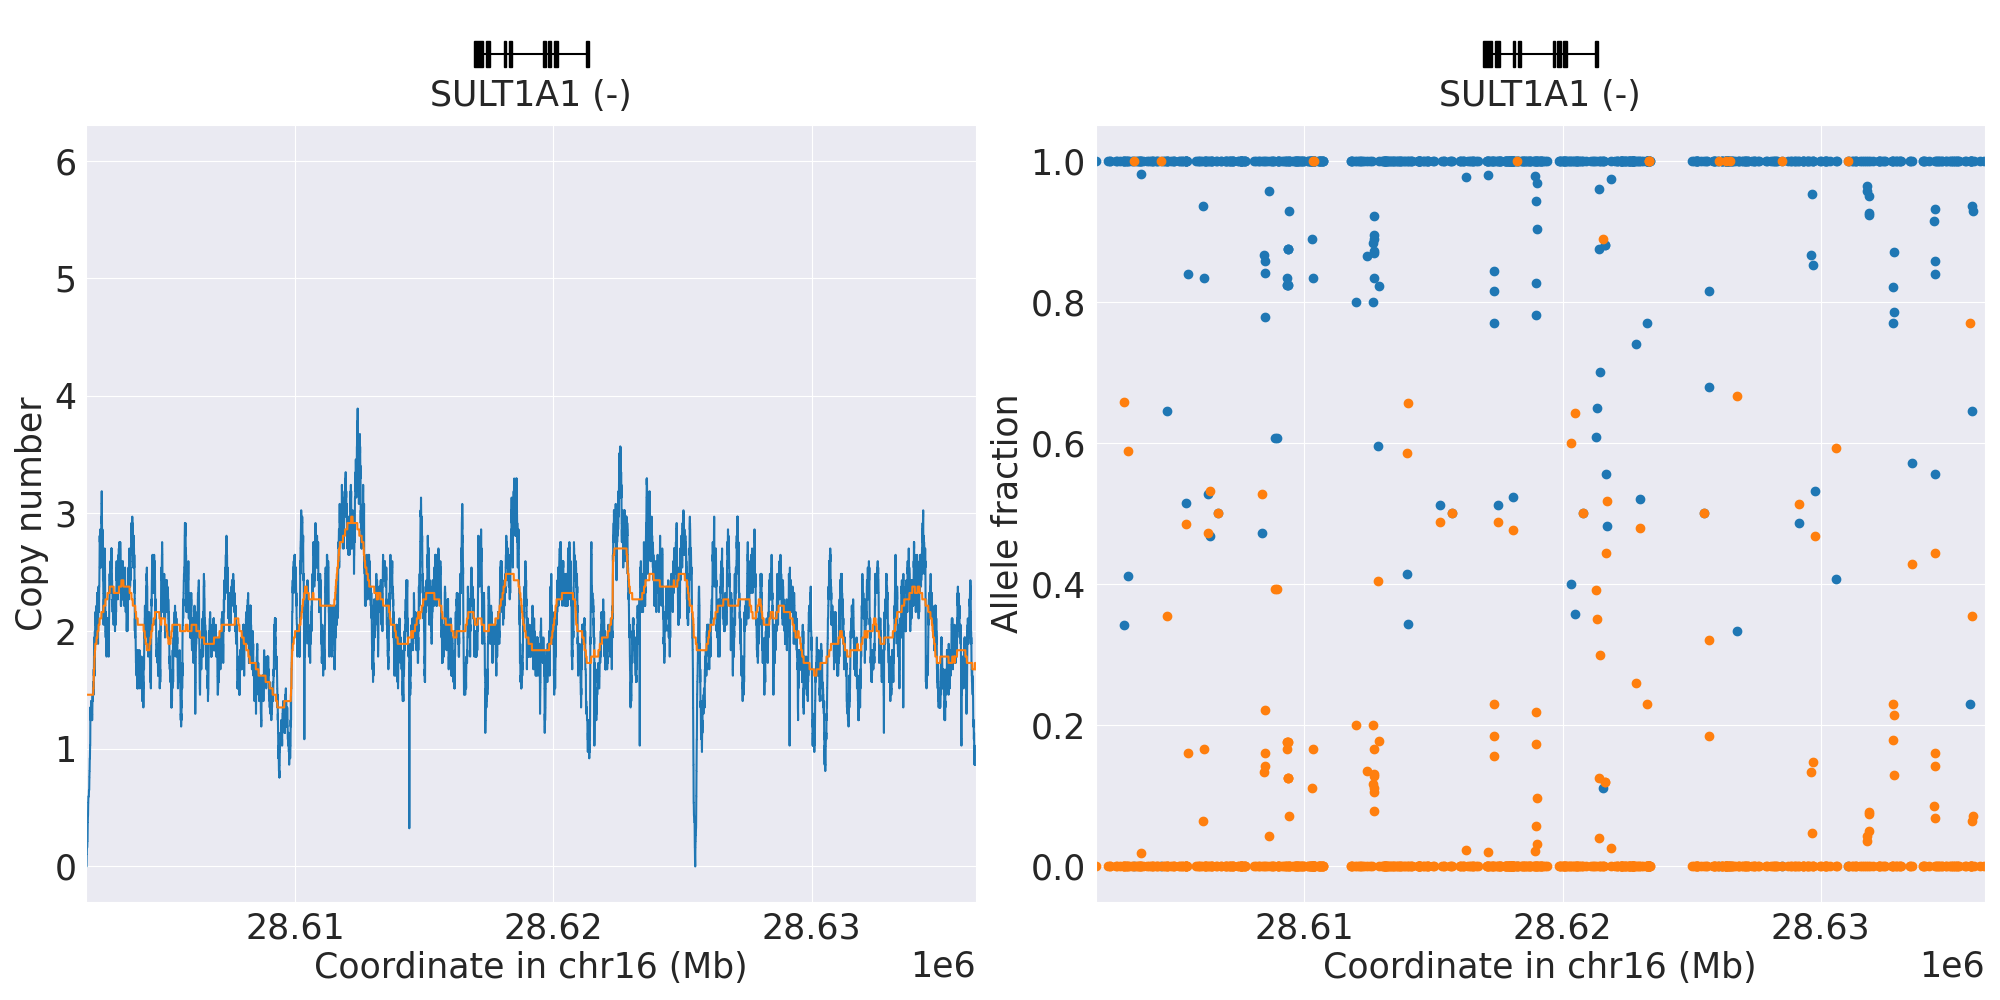 SULT1A1 (-)
6
5
4
3
2
1
0
Copy number
28.61
28.62
28.63
Coordinate in chr16 (Mb)
1e6
SULT1A1 (-)
1.0
0.8
0.6
0.4
0.2
0.0
Allele fraction
28.61
28.62
28.63
Coordinate in chr16 (Mb)
1e6